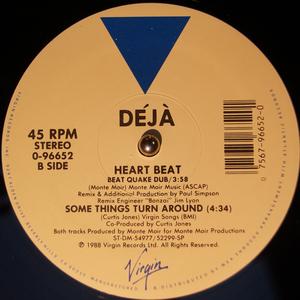 DÉJÀ
45 RPM
STEREO
0-96652
B SIDE
0 7567-96652-0
HEART BEAT
BEAT QUAKE DUB/3:58
(Monte Moir) Monte Moir Music (ASCAP)
Remix & Additional Production by Paul Simpson
Remix Engineer "Bonzai" Jim Lyon
SOME THINGS TURN AROUND (4:34)
(Curtis Jones) Virgin Songs (BMI)
Co-Produced by Curtis Jones
Both tracks Produced by Monte Moir for Monte Moir Productions
ST-DM-54977/52299-SP
℗ 1988 Virgin Records Ltd. All Rights Reserved.
Virgin